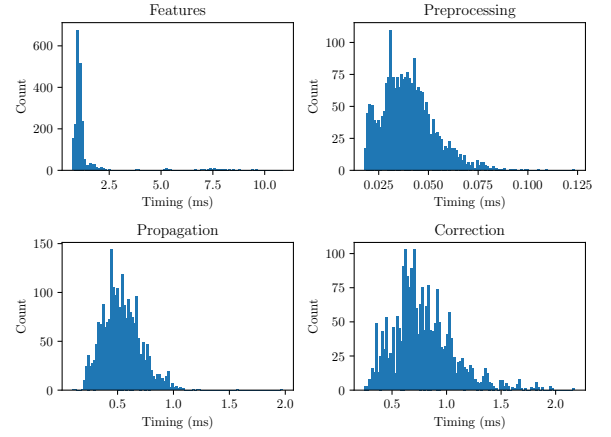 Features
Count
0
200
400
600
2.5
5.0
7.5
10.0
Timing (ms)
Preprocessing
Count
0
25
50
75
100
0.025
0.050
0.075
0.100
0.125
Timing (ms)
Propagation
Count
0
50
100
150
0.5
1.0
1.5
2.0
Timing (ms)
Correction
Count
0
25
50
75
100
0.5
1.0
1.5
2.0
Timing (ms)